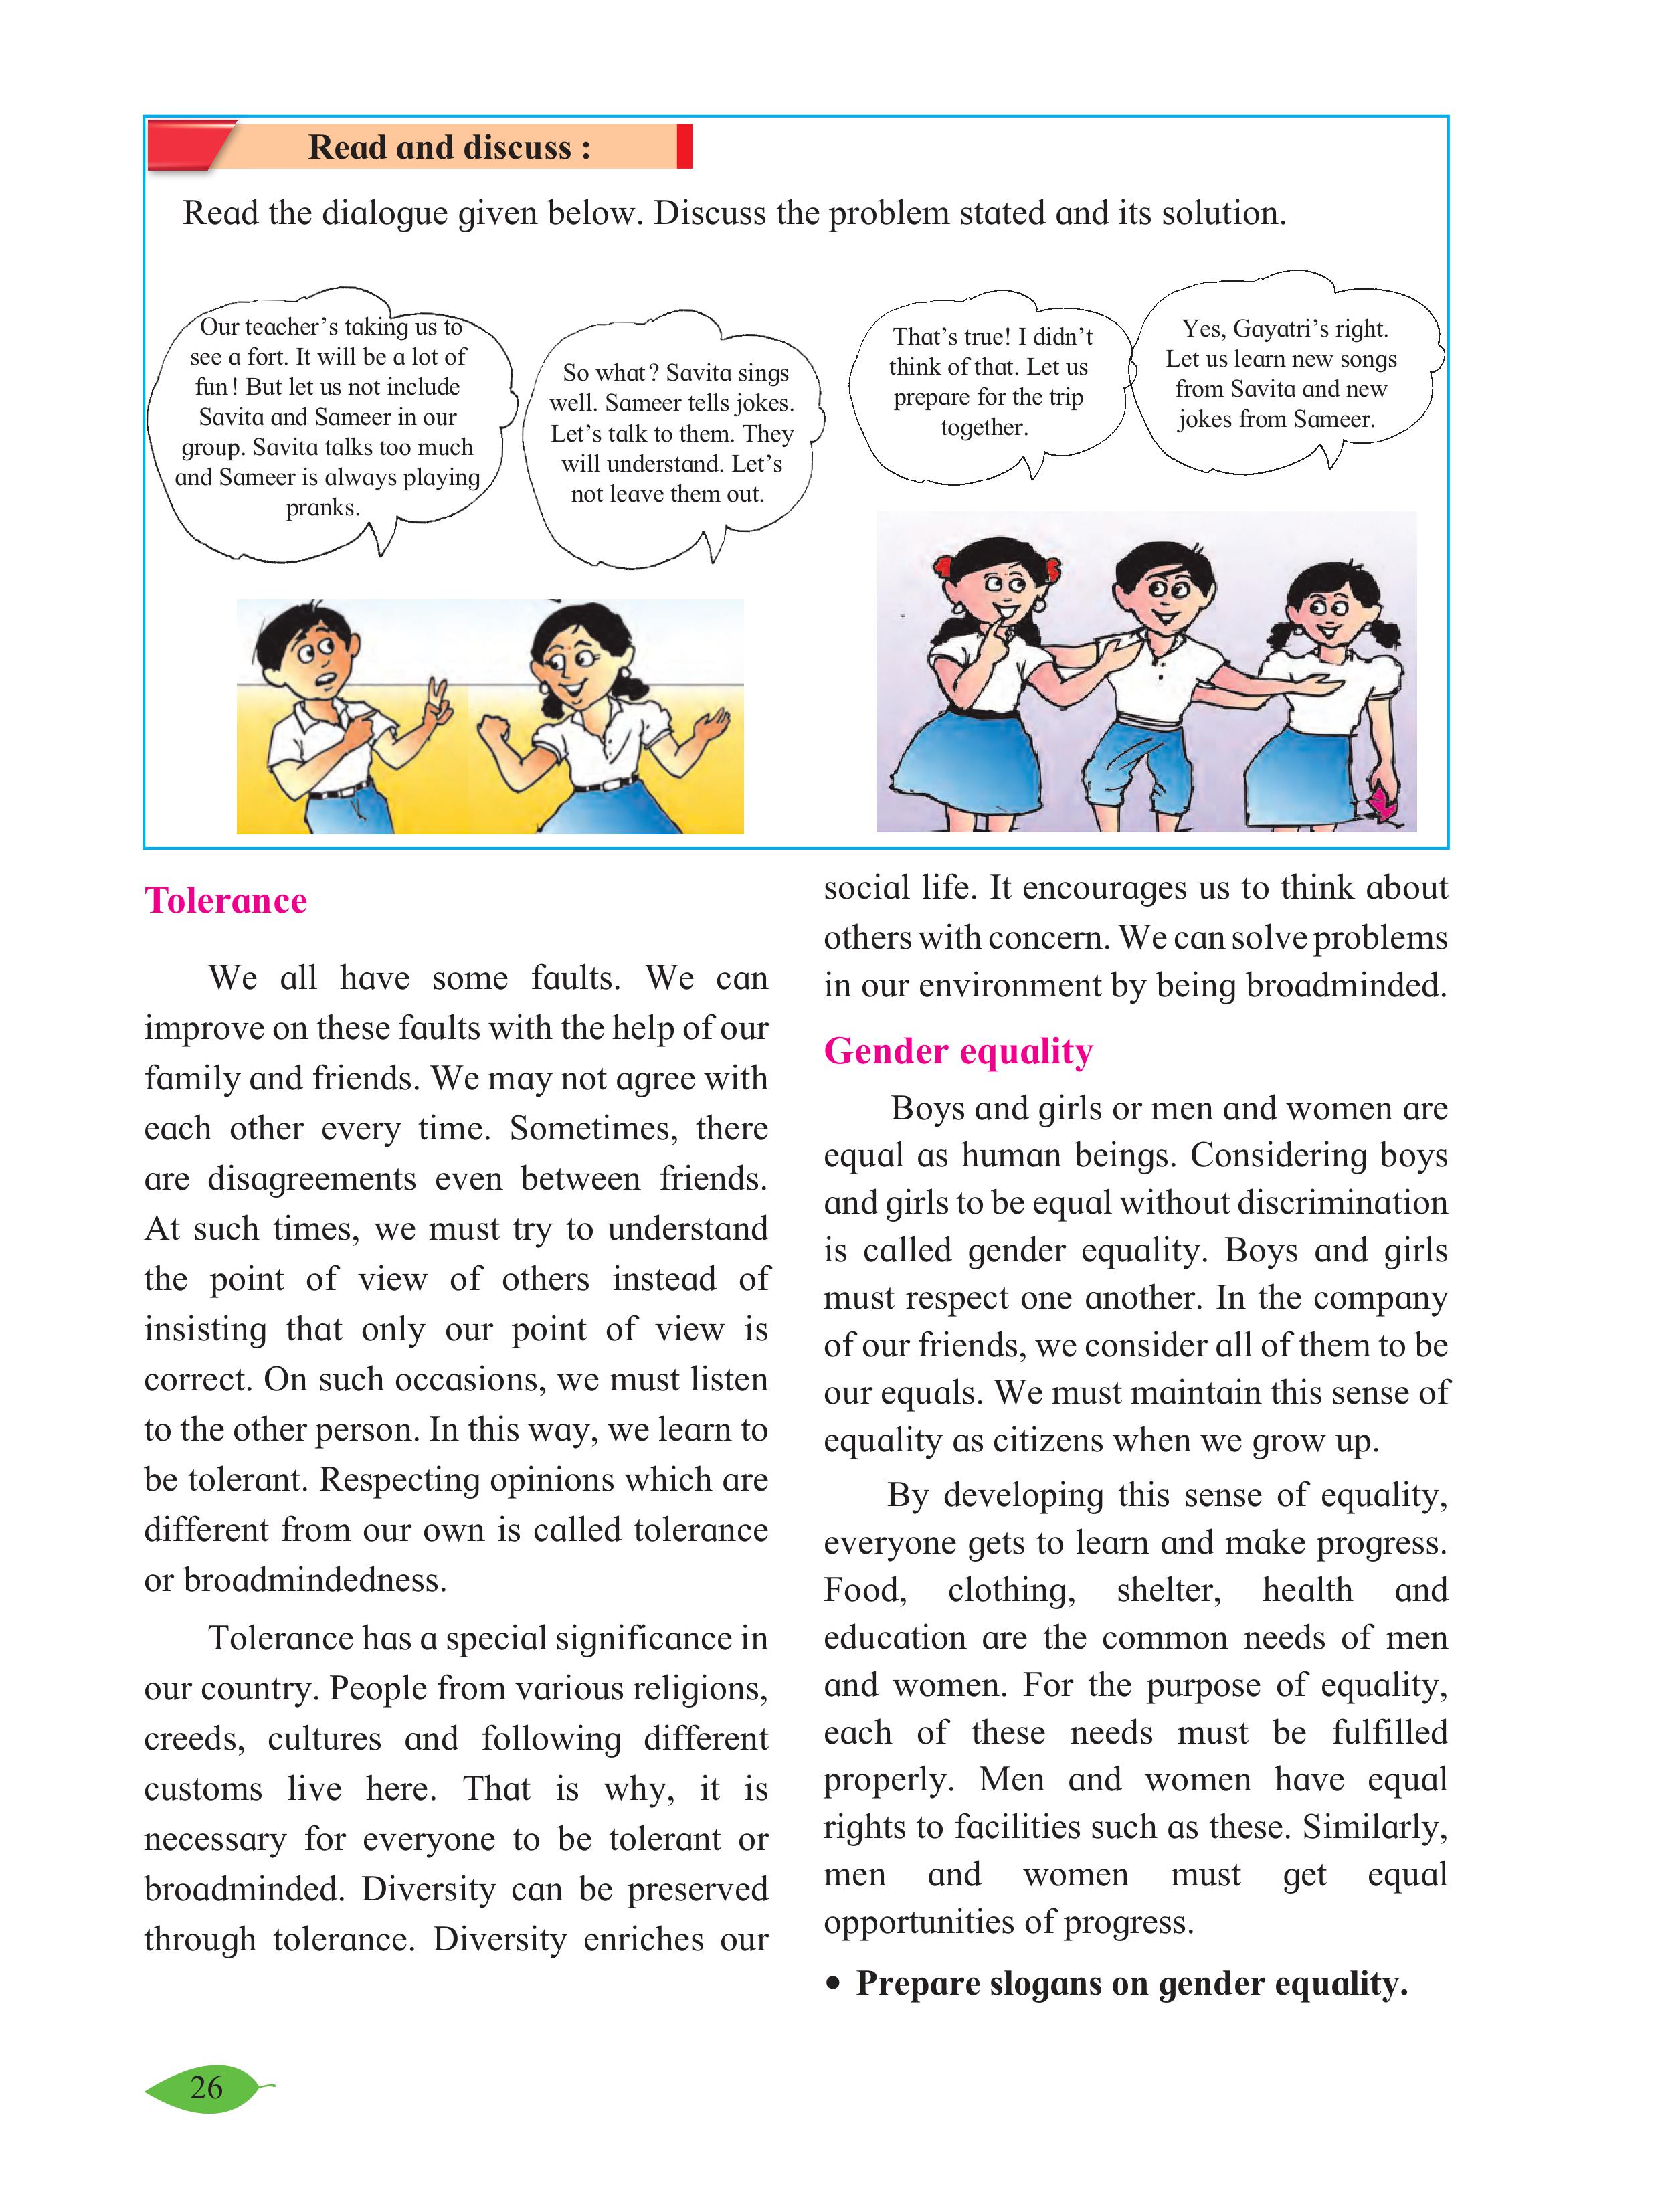 Read and discuss :
Read the dialogue given below. Discuss the problem stated and its solution.
Our teacher's taking us to
see a fort. It will be a lot of
fun! But let us not include
Savita and Sameer in our
group. Savita talks too much
and Sameer is always playing
pranks.
So what? Savita sings
well. Sameer tells jokes.
Let's talk to them. They
will understand. Let's
not leave them out.
That's true! I didn't
think of that. Let us
prepare for the trip
together.
Yes, Gayatri's right.
Let us learn new songs
from Savita and new
jokes from Sameer.
Tolerance
We all have some faults. We can
improve on these faults with the help of our
family and friends. We may not agree with
each other every time. Sometimes, there
are disagreements even between friends.
At such times, we must try to understand
the point of view of others instead of
insisting that only our point of view is
correct. On such occasions, we must listen
to the other person. In this way, we learn to
be tolerant. Respecting opinions which are
different from our own is called tolerance
or broadmindedness.
Tolerance has a special significance in
our country. People from various religions,
creeds, cultures and following different
customs live here. That is why, it is
necessary for everyone to be tolerant or
broadminded. Diversity can be preserved
through tolerance. Diversity enriches our
social life. It encourages us to think about
others with concern. We can solve problems
in our environment by being broadminded.
Gender equality
Boys and girls or men and women are
equal as human beings. Considering boys
and girls to be equal without discrimination
is called gender equality. Boys and girls
must respect one another. In the company
of our friends, we consider all of them to be
our equals. We must maintain this sense of
equality as citizens when we grow up.
By developing this sense of equality,
everyone gets to learn and make progress.
Food, clothing, shelter, health and
education are the common needs of men
and women. For the purpose of equality,
each of these needs must be fulfilled
properly. Men and women have equal
rights to facilities such as these. Similarly,
men and women must get equal
opportunities of progress.
• Prepare slogans on gender equality.
26